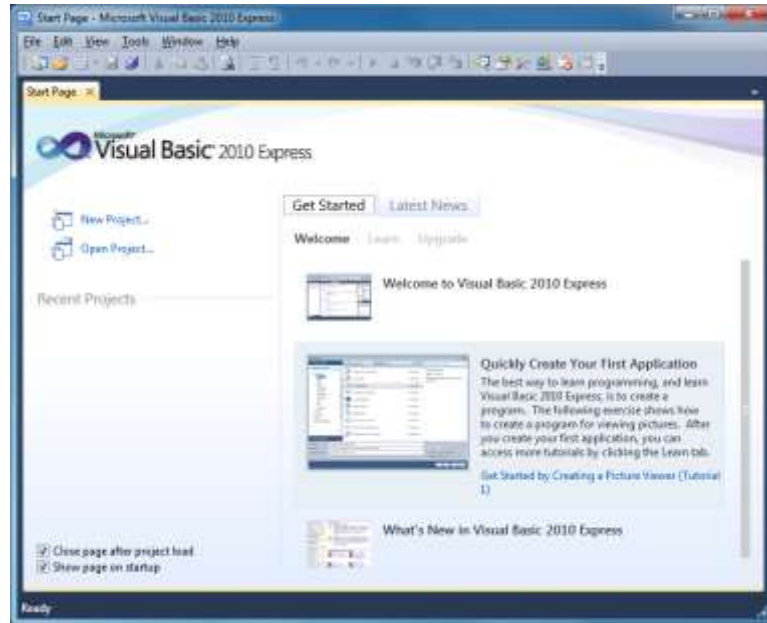 Start Page - Microsoft Visual Basic 2010 Express
File Edit View Tools Window Help
Start Page
Microsoft
Visual Basic 2010 Express
New Project...
Open Project...
Recent Projects
Close page after project load
Show page on startup
Get Started
Latest News
Welcome Learn Upgrade
Welcome to Visual Basic 2010 Express
Quickly Create Your First Application
The best way to learn programming, and learn
Visual Basic 2010 Express, is to create a
program. The following exercise shows how
to create a program for viewing pictures. After
you create your first application, you can
access more tutorials by clicking the Learn tab.
Get Started by Creating a Picture Viewer (Tutorial
1)
What's New in Visual Basic 2010 Express
Ready